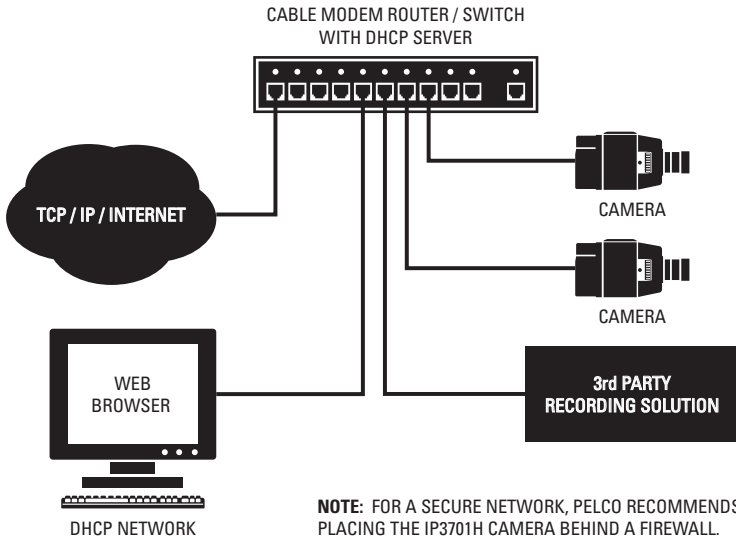 CABLE MODEM ROUTER / SWITCH
WITH DHCP SERVER
TCP / IP / INTERNET
CAMERA
CAMERA
WEB
BROWSER
3rd PARTY
RECORDING SOLUTION
DHCP NETWORK
NOTE: FOR A SECURE NETWORK, PELCO RECOMMENDS
PLACING THE IP3701H CAMERA BEHIND A FIREWALL.